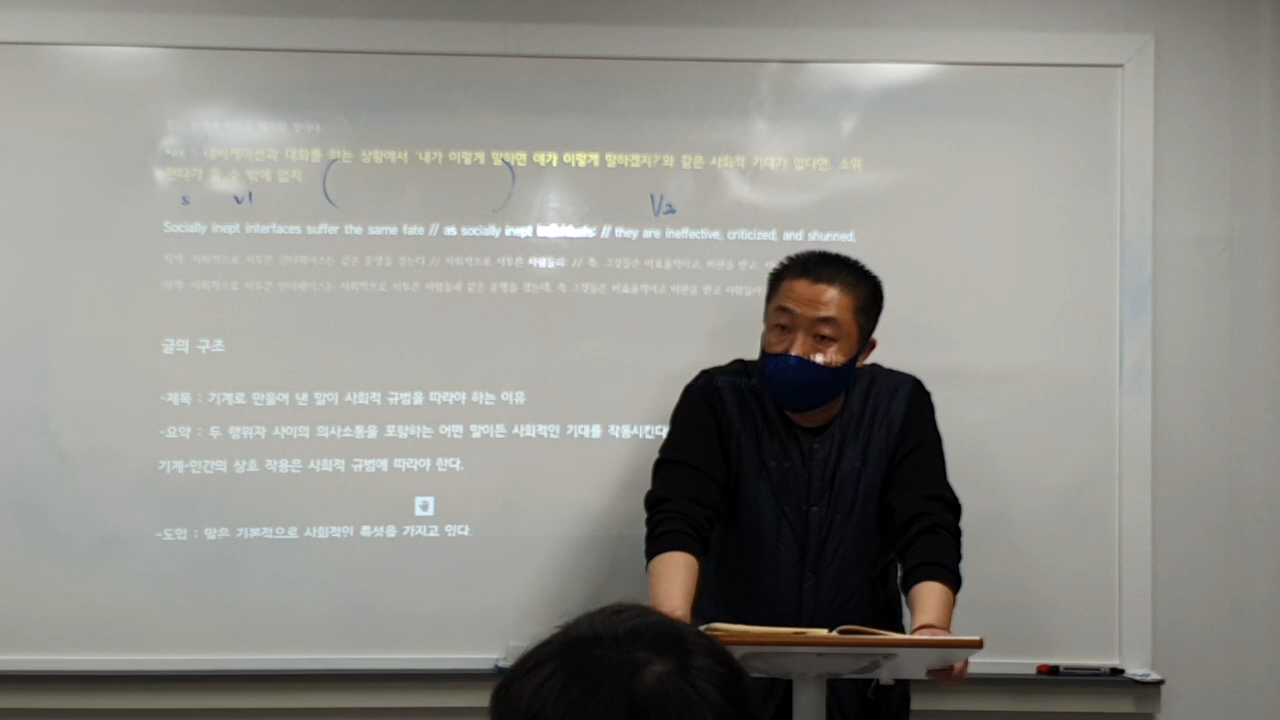 네비게이션과 대화를 하는 상황에서 '내가 이렇게 말하면 얘가 이렇게 말하겠지?'와 같은 사회적 기대가 없다면, 소위
수 밖에 없지.
s v1 ( ) V2
Socially inept interfaces suffer the same fate // as socially inept individuals: // they are ineffective, criticized, and shunned.
직역: 사회적으로 서투른 인터페이스는 같은 운명을 겪는다 // 사회적으로 서투른 사람들과: // 즉, 그것들은 비효율적이고, 비판을 받고,
의역: 사회적으로 서투른 인터페이스는 사회적으로 서투른 사람들과 같은 운명을 겪는데, 즉 그것들은 비효율적이고 비판을 받고 사람들이
글의 구조
-제목 : 기계로 만들어 낸 말이 사회적 규범을 따라야 하는 이유
-요약 : 두 행위자 사이의 의사소통을 포함하는 어떤 말이든 사회적인 기대를 작동시킨다
기계-인간의 상호 작용은 사회적 규범에 따라야 한다.
-도입 : 말은 기본적으로 사회적인 특성을 가지고 있다.